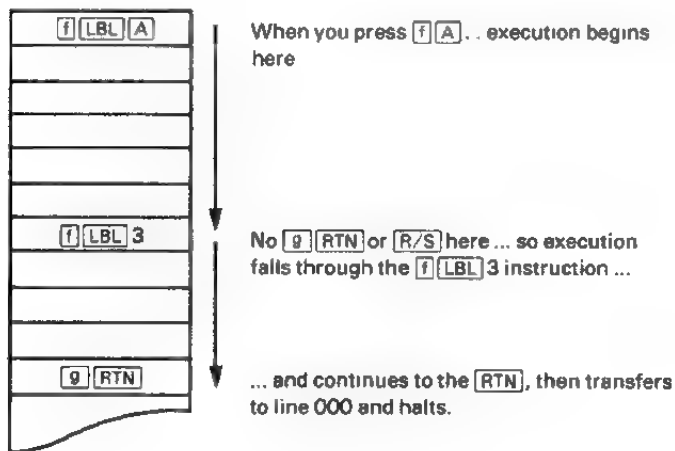 f LBL A
When you press f A . . execution begins
here
f LBL 3
No g RTN or R/S here ... so execution
falls through the f LBL 3 instruction ...
g RTN
... and continues to the RTN, then transfers
to line 000 and halts.